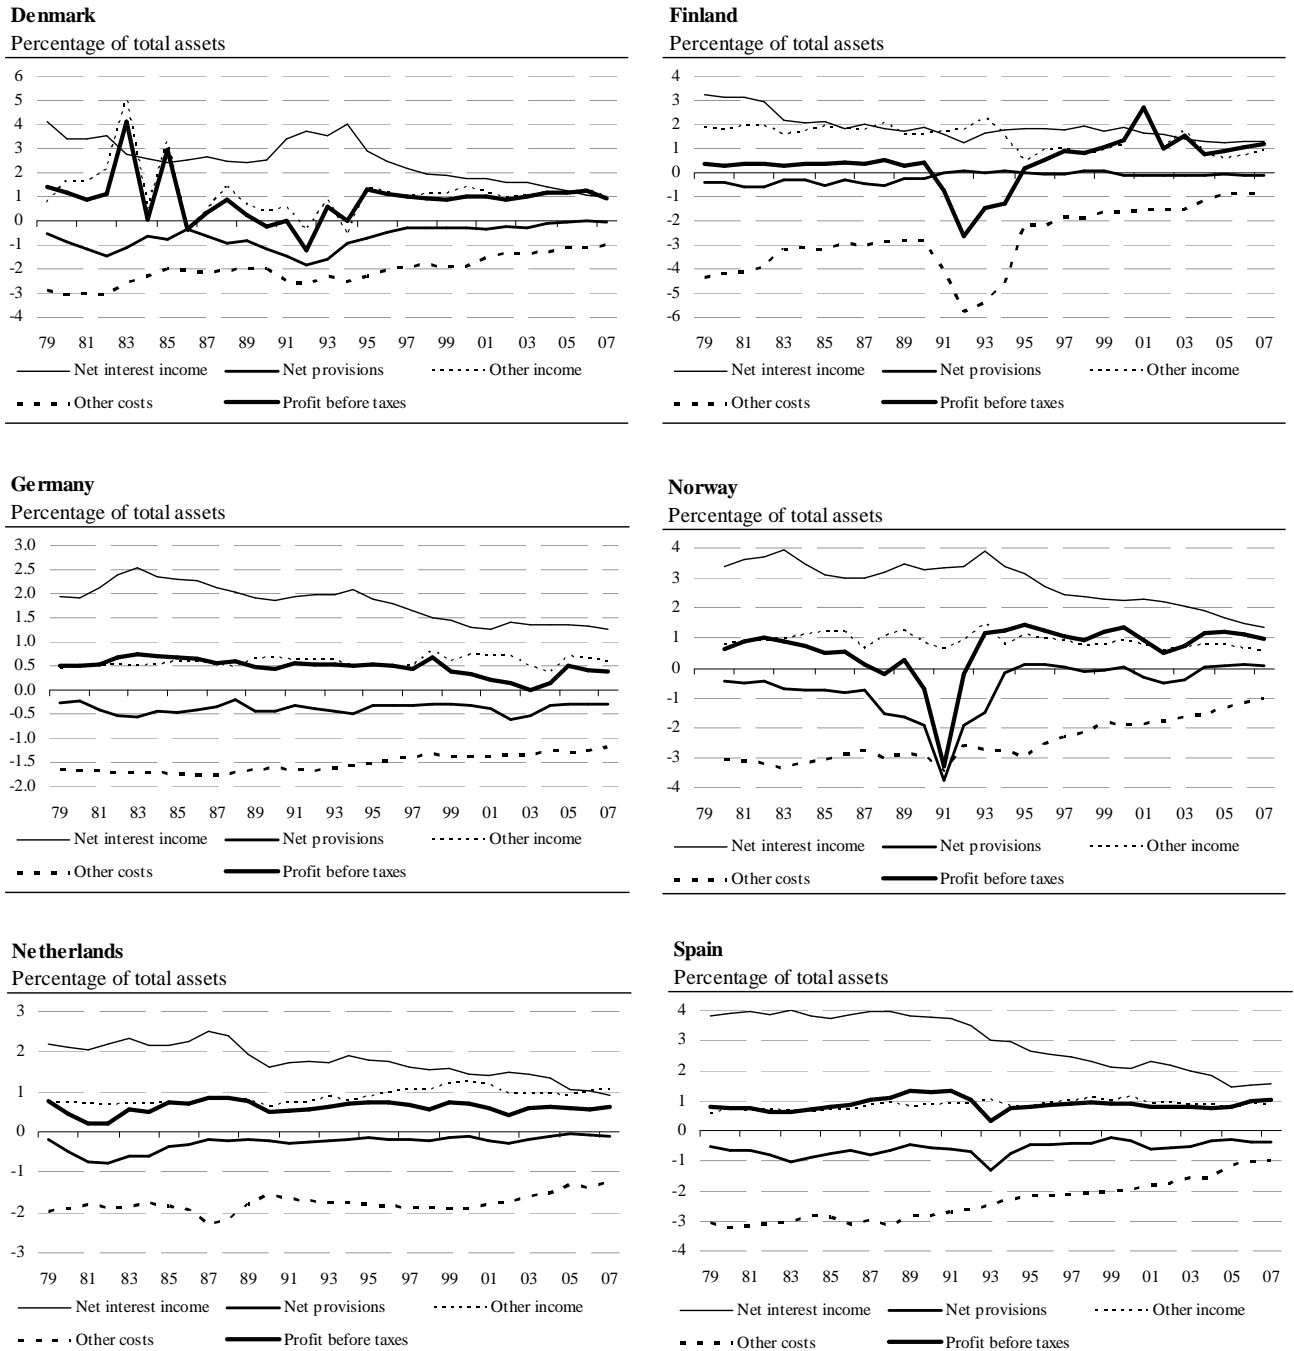 Denmark
Percentage of total assets
6
5
4
3
2
1
0
-1
-2
-3
-4
79 81 83 85 87 89 91 93 95 97 99 01 03 05 07
Net interest income Net provisions Other income
Other costs Profit before taxes
Finland
Percentage of total assets
4
3
2
1
0
-1
-2
-3
-4
-5
-6
79 81 83 85 87 89 91 93 95 97 99 01 03 05 07
Net interest income Net provisions Other income
Other costs Profit before taxes
Germany
Percentage of total assets
3.0
2.5
2.0
1.5
1.0
0.5
0.0
-0.5
-1.0
-1.5
-2.0
79 81 83 85 87 89 91 93 95 97 99 01 03 05 07
Net interest income Net provisions Other income
Other costs Profit before taxes
Norway
Percentage of total assets
4
3
2
1
0
-1
-2
-3
-4
79 81 83 85 87 89 91 93 95 97 99 01 03 05 07
Net interest income Net provisions Other income
Other costs Profit before taxes
Netherlands
Percentage of total assets
3
2
1
0
-1
-2
-3
79 81 83 85 87 89 91 93 95 97 99 01 03 05 07
Net interest income Net provisions Other income
Other costs Profit before taxes
Spain
Percentage of total assets
4
3
2
1
0
-1
-2
-3
-4
79 81 83 85 87 89 91 93 95 97 99 01 03 05 07
Net interest income Net provisions Other income
Other costs Profit before taxes